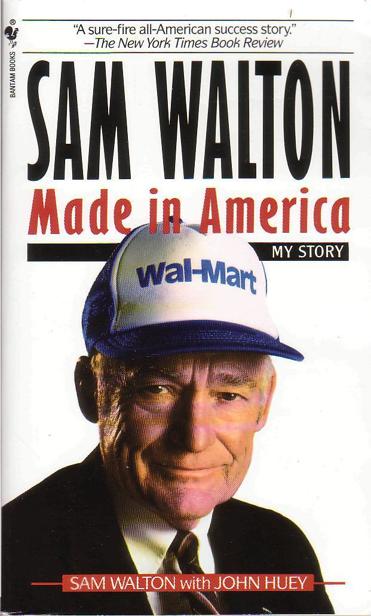 "A sure-fire all-American success story."
—The New York Times Book Review
BANTAM BOOKS
®
SAM WALTON
Made in America
MY STORY
Wal-Mart
SAM WALTON with JOHN HUEY